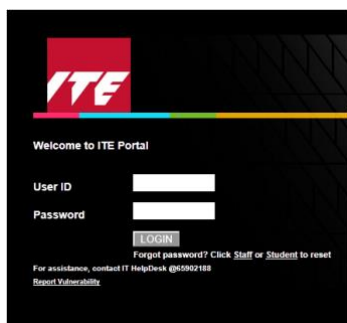 ITE
Welcome to ITE Portal
User ID
Password
LOGIN
Forgot password? Click Staff or Student to reset
For assistance, contact IT HelpDesk @65902188
Report Vulnerability